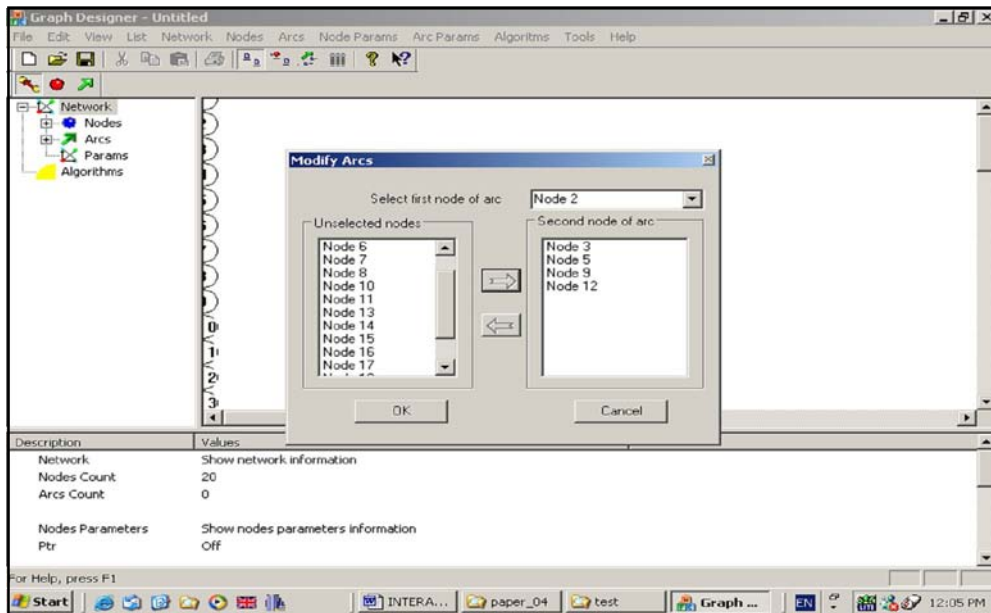 Graph Designer - Untitled
File Edit View List Network Nodes Arcs Node Params Arc Params Algoritms Tools Help
Network
Nodes
Arcs
Params
Algorithms
0
1
2
3
Modify Arcs
Select first node of arc Node 2
Unselected nodes
Node 6
Node 7
Node 8
Node 10
Node 11
Node 13
Node 14
Node 15
Node 16
Node 17
Second node of arc
Node 3
Node 5
Node 9
Node 12
OK Cancel
Description Values
Network Show network information
Nodes Count 20
Arcs Count 0
Nodes Parameters Show nodes parameters information
Ptr Off
For Help, press F1
Start INTERA... paper_04 test Graph ... EN 12:05 PM